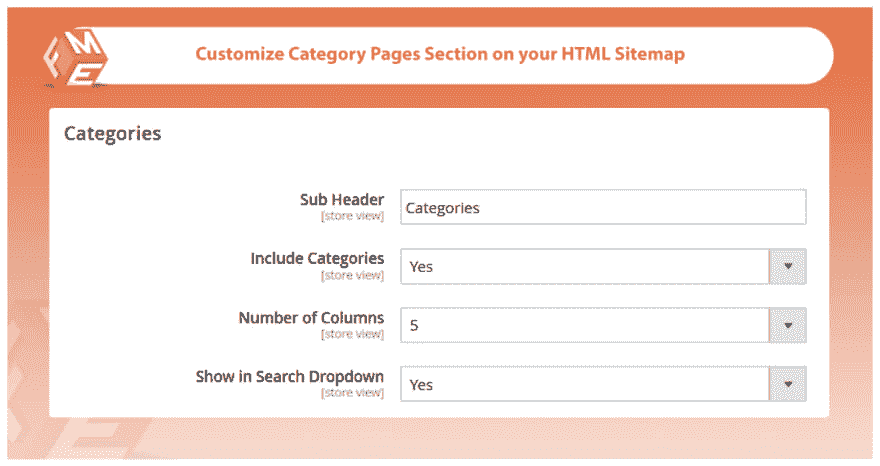 FME
Customize Category Pages Section on your HTML Sitemap
Categories
Sub Header
[store view]
Categories
Include Categories
[store view]
Yes
Number of Columns
[store view]
5
Show in Search Dropdown
[store view]
Yes